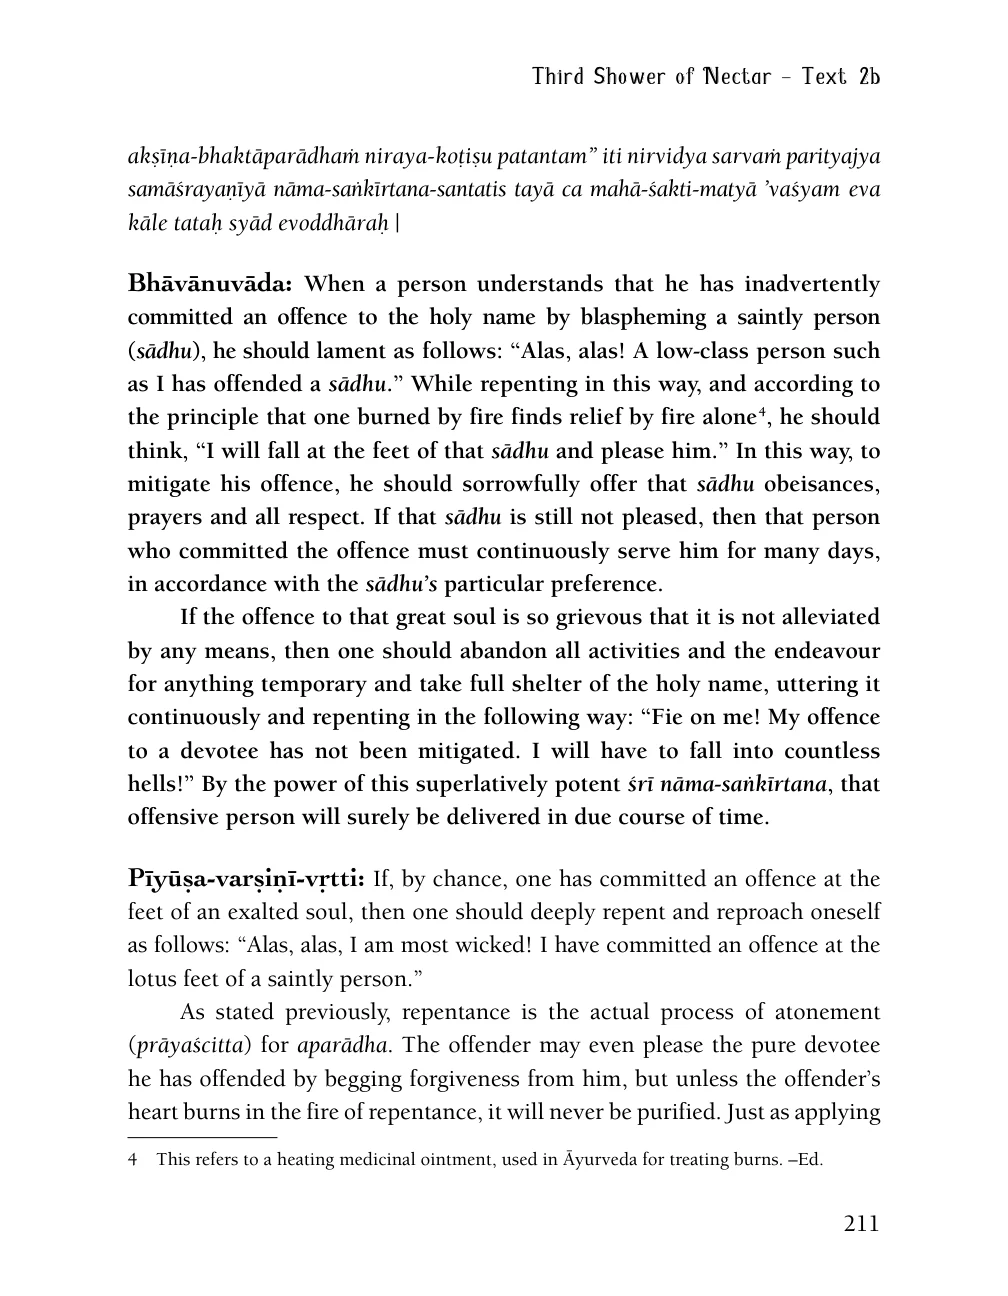 Third Shower of Nectar – Text 2b
akṣīṇa-bhaktāparādhaṁ niraya-koṭiṣu patantam” iti nirvidya sarvaṁ parityajya
samāśrayaṇīyā nāma-saṅkīrtana-santatis tayā ca mahā-śakti-matyā ’vaśyam eva
kāle tataḥ syād evoddhāraḥ |
Bhāvānuvāda: When a person understands that he has inadvertently
committed an offence to the holy name by blaspheming a saintly person
(sādhu), he should lament as follows: “Alas, alas! A low-class person such
as I has offended a sādhu.” While repenting in this way, and according to
the principle that one burned by fire finds relief by fire alone⁴, he should
think, “I will fall at the feet of that sādhu and please him.” In this way, to
mitigate his offence, he should sorrowfully offer that sādhu obeisances,
prayers and all respect. If that sādhu is still not pleased, then that person
who committed the offence must continuously serve him for many days,
in accordance with the sādhu’s particular preference.
If the offence to that great soul is so grievous that it is not alleviated
by any means, then one should abandon all activities and the endeavour
for anything temporary and take full shelter of the holy name, uttering it
continuously and repenting in the following way: “Fie on me! My offence
to a devotee has not been mitigated. I will have to fall into countless
hells!” By the power of this superlatively potent śrī nāma-saṅkīrtana, that
offensive person will surely be delivered in due course of time.
Pīyūṣa-varṣiṇī-vṛtti: If, by chance, one has committed an offence at the
feet of an exalted soul, then one should deeply repent and reproach oneself
as follows: “Alas, alas, I am most wicked! I have committed an offence at the
lotus feet of a saintly person.”
As stated previously, repentance is the actual process of atonement
(prāyaścitta) for aparādha. The offender may even please the pure devotee
he has offended by begging forgiveness from him, but unless the offender’s
heart burns in the fire of repentance, it will never be purified. Just as applying
4 This refers to a heating medicinal ointment, used in Āyurveda for treating burns. –Ed.
211